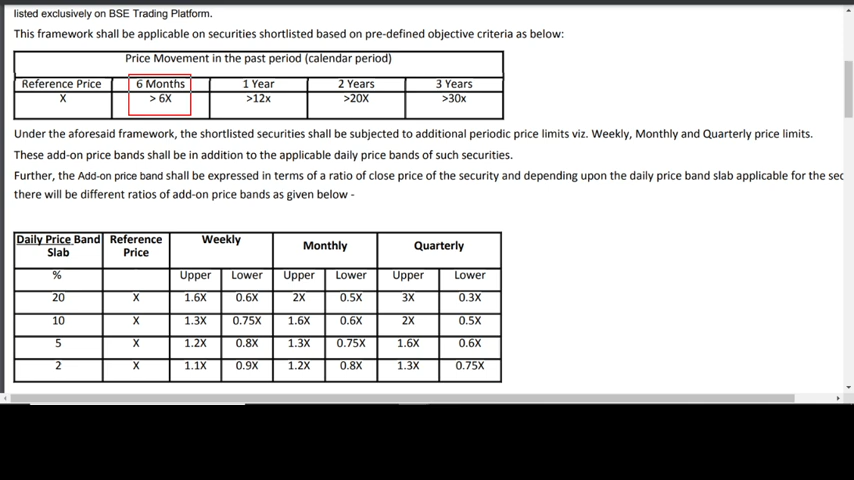 listed exclusively on BSE Trading Platform.
This framework shall be applicable on securities shortlisted based on pre-defined objective criteria as below:
Price Movement in the past period (calendar period)
Reference Price 6 Months 1 Year 2 Years 3 Years
X > 6X >12x >20X >30x
Under the aforesaid framework, the shortlisted securities shall be subjected to additional periodic price limits viz. Weekly, Monthly and Quarterly price limits.
These add-on price bands shall be in addition to the applicable daily price bands of such securities.
Further, the Add-on price band shall be expressed in terms of a ratio of close price of the security and depending upon the daily price band slab applicable for the
there will be different ratios of add-on price bands as given below -
Daily Price Band Slab Reference Price Weekly Monthly Quarterly
% Upper Lower Upper Lower Upper Lower
20 X 1.6X 0.6X 2X 0.5X 3X 0.3X
10 X 1.3X 0.75X 1.6X 0.6X 2X 0.5X
5 X 1.2X 0.8X 1.3X 0.75X 1.6X 0.6X
2 X 1.1X 0.9X 1.2X 0.8X 1.3X 0.75X